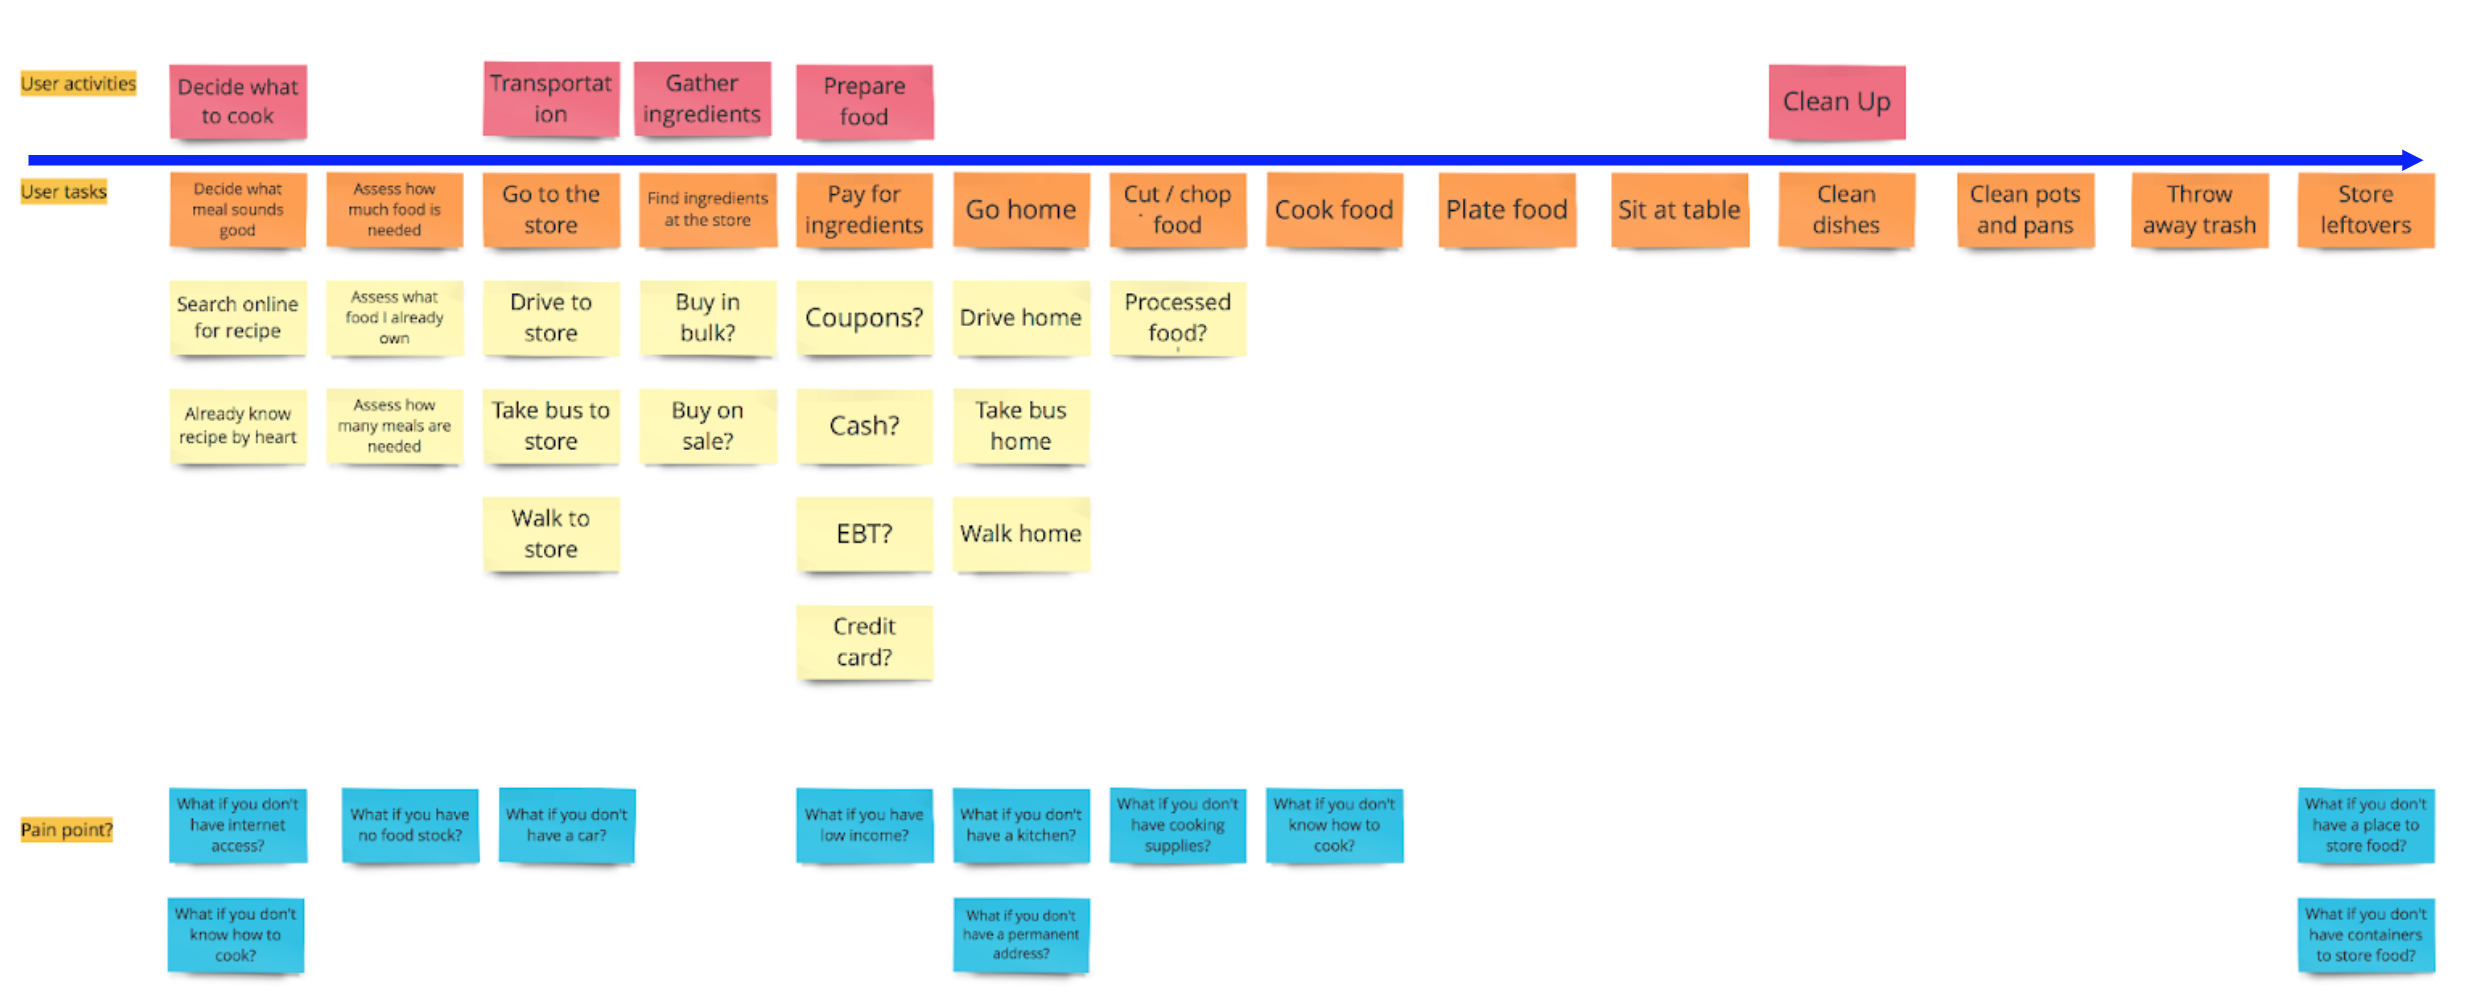 User activities
Decide what
to cook
Transportat
ion
Gather
ingredients
Prepare
food
Clean Up
User tasks
Decide what
meal sounds
good
Assess how
much food is
needed
Go to the
store
Find ingredients
at the store
Pay for
ingredients
Go home
Cut / chop
food
Cook food
Plate food
Sit at table
Clean
dishes
Clean pots
and pans
Throw
away trash
Store
leftovers
Search online
for recipe
Assess what
food I already
own
Drive to
store
Buy in
bulk?
Coupons?
Drive home
Processed
food?
Already know
recipe by heart
Assess how
many meals are
needed
Take bus to
store
Buy on
sale?
Cash?
Take bus
home
Walk to
store
EBT?
Walk home
Credit
card?
Pain point?
What if you don't
have internet
access?
What if you have
no food stock?
What if you don't
have a car?
What if you have
low income?
What if you don't
have a kitchen?
What if you don't
have cooking
supplies?
What if you don't
know how to
cook?
What if you don't
have a place to
store food?
What if you don't
know how to
cook?
What if you don't
have a permanent
address?
What if you don't
have containers
to store food?